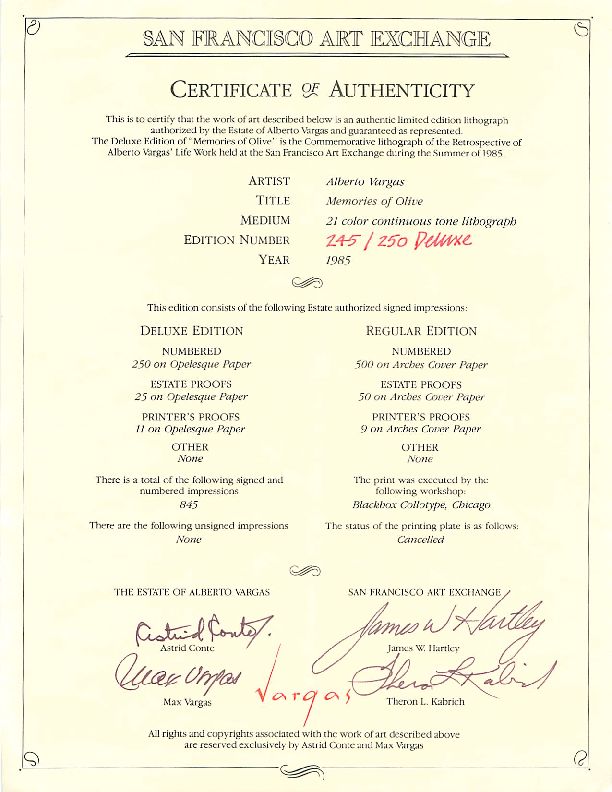 SAN FRANCISCO ART EXCHANGE
CERTIFICATE OF AUTHENTICITY
This is to certify that the work of art described below is an authentic limited edition lithograph
authorized by the Estate of Alberto Vargas and guaranteed as represented.
The Deluxe Edition of "Memories of Olive" is the Commemorative lithograph of the Retrospective of
Alberto Vargas' Life Work held at the San Francisco Art Exchange during the Summer of 1985.
ARTIST Alberto Vargas
TITLE Memories of Olive
MEDIUM 21 color continuous tone lithograph
EDITION NUMBER 245 / 250 Deluxe
YEAR 1985
This edition consists of the following Estate authorized signed impressions:
DELUXE EDITION
NUMBERED
250 on Opelesque Paper
ESTATE PROOFS
25 on Opelesque Paper
PRINTER'S PROOFS
11 on Opelesque Paper
OTHER
None
There is a total of the following signed and
numbered impressions
845
There are the following unsigned impressions
None
REGULAR EDITION
NUMBERED
500 on Arches Cover Paper
ESTATE PROOFS
50 on Arches Cover Paper
PRINTER'S PROOFS
9 on Arches Cover Paper
OTHER
None
The print was executed by the
following workshop:
Blackbox Collotype, Chicago
The status of the printing plate is as follows:
Cancelled
THE ESTATE OF ALBERTO VARGAS
Astrid Conte
Astrid Conte
Max Vargas
Max Vargas
Vargas
SAN FRANCISCO ART EXCHANGE
James W Hartley
James W. Hartley
Theron L Kabrich
Theron L. Kabrich
All rights and copyrights associated with the work of art described above
are reserved exclusively by Astrid Conte and Max Vargas